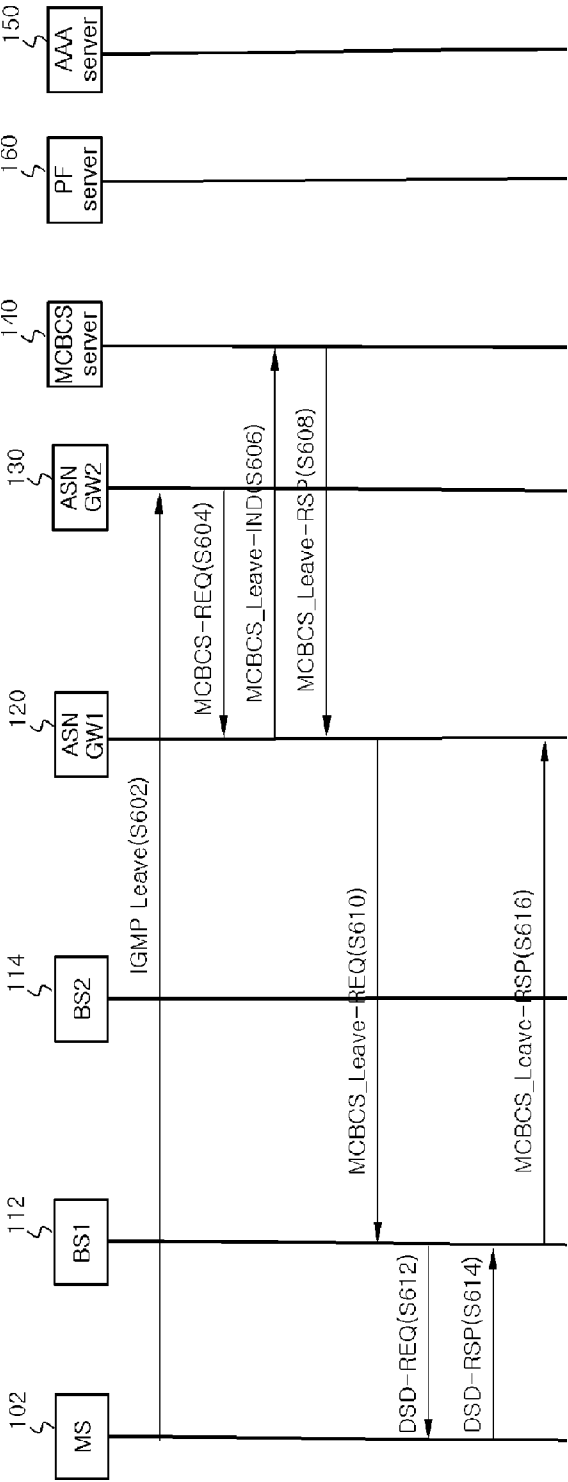 102
MS
112
BS1
114
BS2
120
ASN
GW1
130
ASN
GW2
140
MCBCS
server
160
PF
server
150
AAA
server
IGMP Leave(S602)
MCBCS-REQ(S604)
MCBCS_Leave-IND(S606)
MCBCS_Leave-RSP(S608)
MCBCS_Leave-REQ(S610)
DSD-REQ(S612)
DSD-RSP(S614)
MCBCS_Leave-RSP(S616)